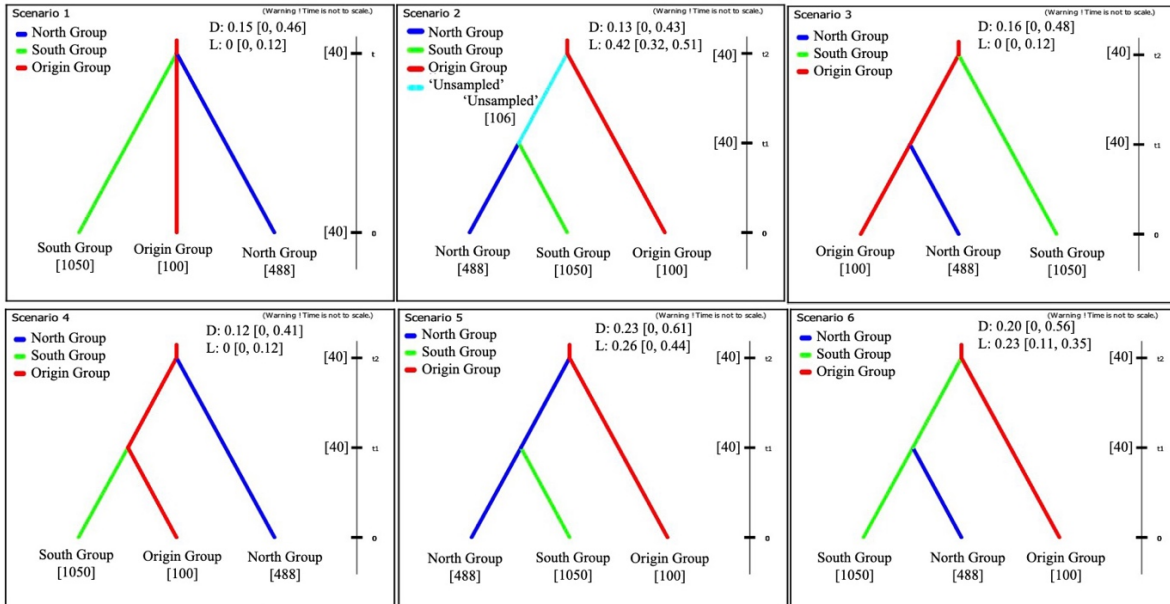 Scenario 1
(Warning ! Time is not to scale.)
North Group
South Group
Origin Group
D: 0.15 [0, 0.46]
L: 0 [0, 0.12]
[40] t
[40] 0
South Group
[1050]
Origin Group
[100]
North Group
[488]
Scenario 2
(Warning ! Time is not to scale.)
North Group
South Group
Origin Group
'Unsampled'
D: 0.13 [0, 0.43]
L: 0.42 [0.32, 0.51]
'Unsampled'
[106]
[40] t2
[40] t1
[40] 0
North Group
[488]
South Group
[1050]
Origin Group
[100]
Scenario 3
(Warning ! Time is not to scale.)
North Group
South Group
Origin Group
D: 0.16 [0, 0.48]
L: 0 [0, 0.12]
[40] t2
[40] t1
0
Origin Group
[100]
North Group
[488]
South Group
[1050]
Scenario 4
(Warning ! Time is not to scale.)
North Group
South Group
Origin Group
D: 0.12 [0, 0.41]
L: 0 [0, 0.12]
[40] t2
[40] t1
0
South Group
[1050]
Origin Group
[100]
North Group
[488]
Scenario 5
(Warning ! Time is not to scale.)
North Group
South Group
Origin Group
D: 0.23 [0, 0.61]
L: 0.26 [0, 0.44]
[40] t2
[40] t1
0
North Group
[488]
South Group
[1050]
Origin Group
[100]
Scenario 6
(Warning ! Time is not to scale.)
North Group
South Group
Origin Group
D: 0.20 [0, 0.56]
L: 0.23 [0.11, 0.35]
[40] t2
[40] t1
0
South Group
[1050]
North Group
[488]
Origin Group
[100]